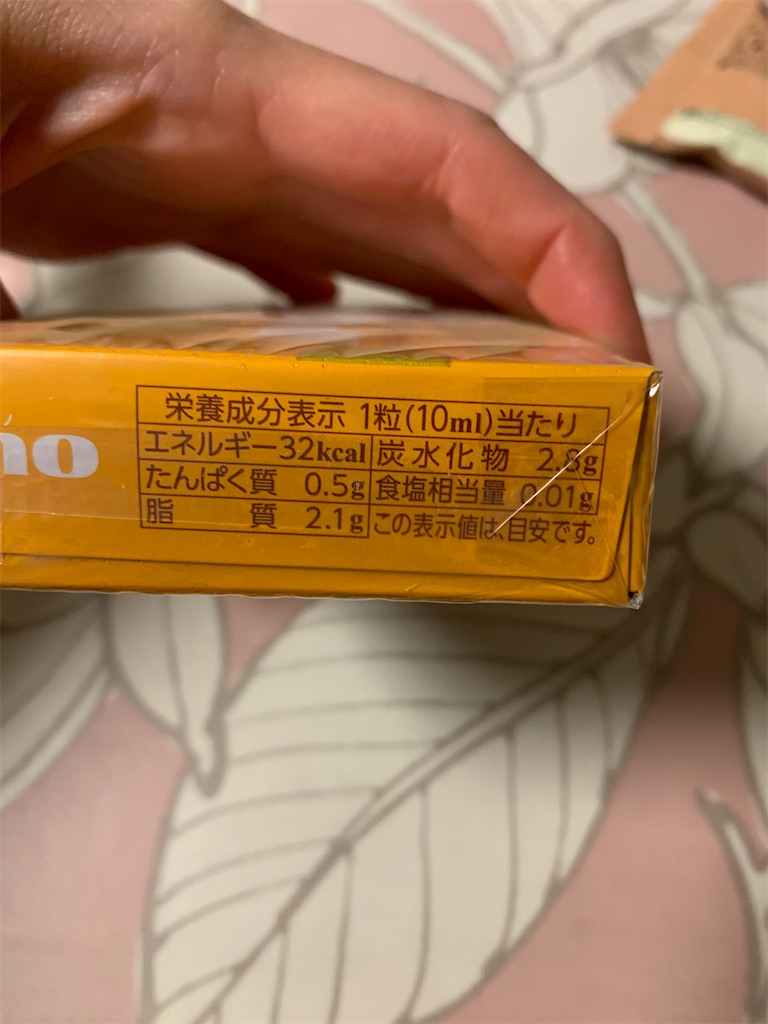 no
栄養成分表示 1粒(10ml)当たり
エネルギー32kcal 炭水化物 2.8g
たんぱく質 0.5g 食塩相当量 0.01g
脂質 2.1g この表示値は、目安です。